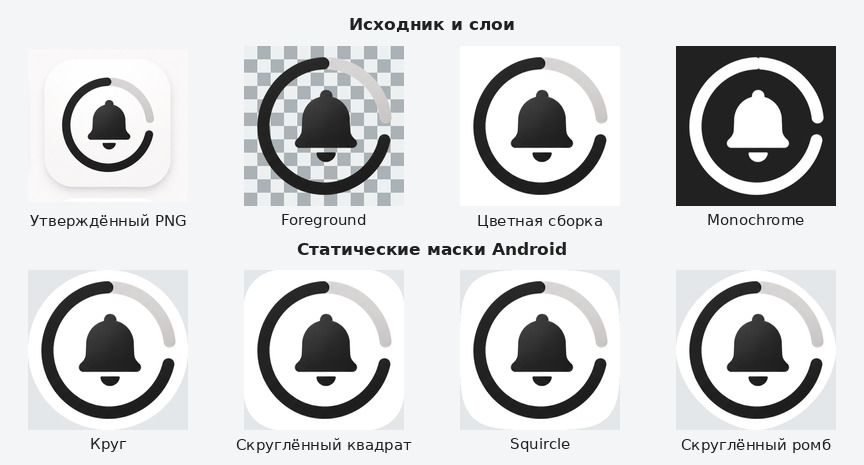 Исходник и слои
Утверждённый PNG
Foreground
Цветная сборка
Monochrome
Статические маски Android
Круг
Скруглённый квадрат
Squircle
Скруглённый ромб